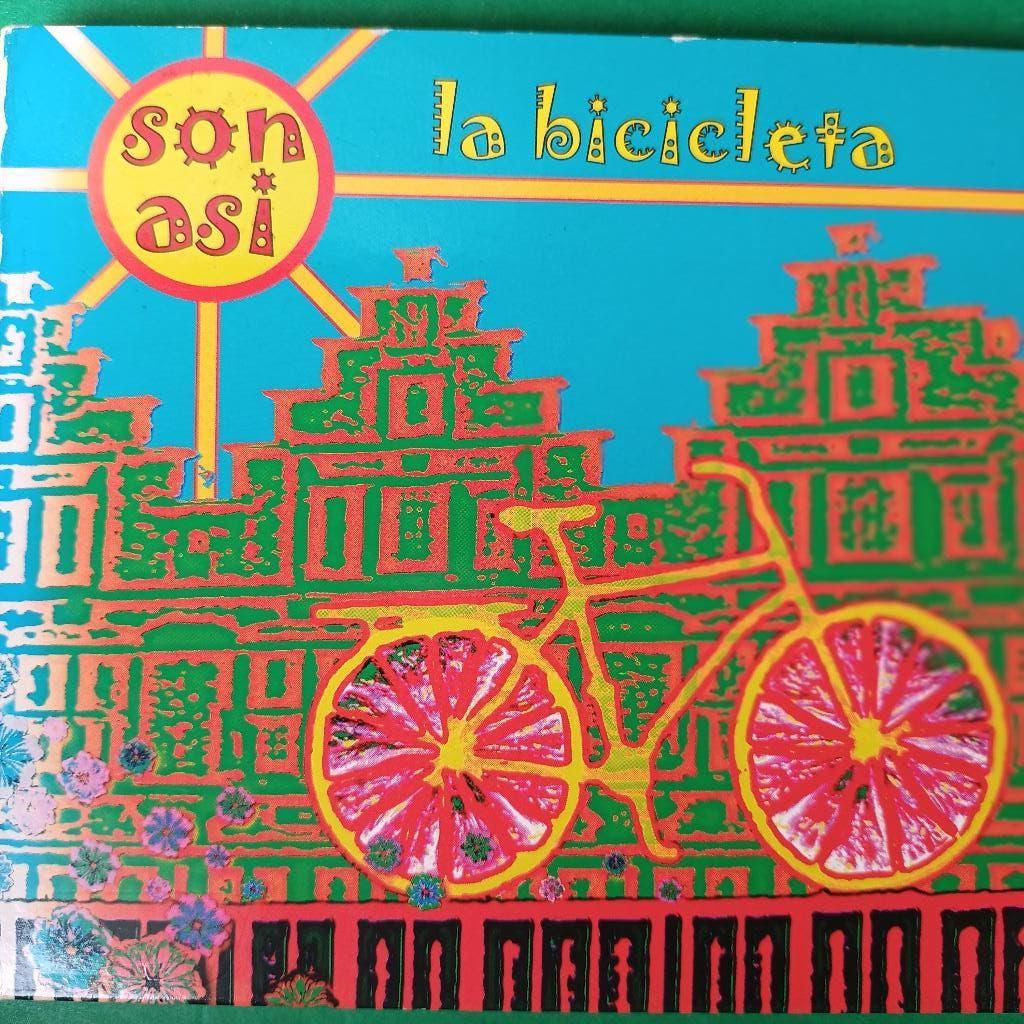 son
asi
la bicicleta